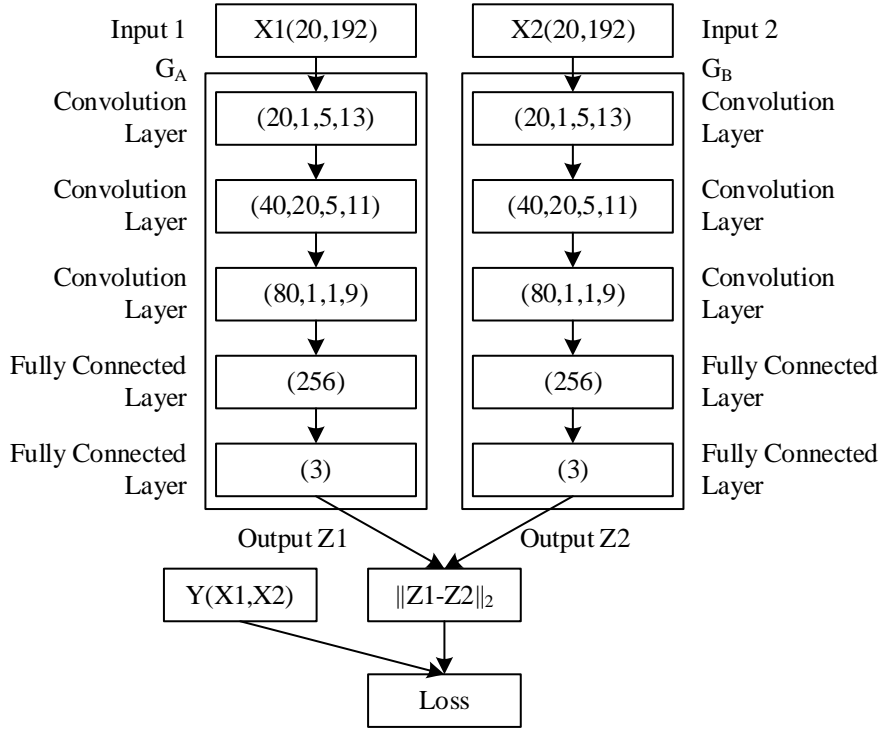 Input 1
X1(20,192)
X2(20,192)
Input 2
G_A
G_B
Convolution
Layer
(20,1,5,13)
(20,1,5,13)
Convolution
Layer
Convolution
Layer
(40,20,5,11)
(40,20,5,11)
Convolution
Layer
Convolution
Layer
(80,1,1,9)
(80,1,1,9)
Convolution
Layer
Fully Connected
Layer
(256)
(256)
Fully Connected
Layer
Fully Connected
Layer
(3)
(3)
Fully Connected
Layer
Output Z1
Output Z2
Y(X1,X2)
||Z1-Z2||₂
Loss